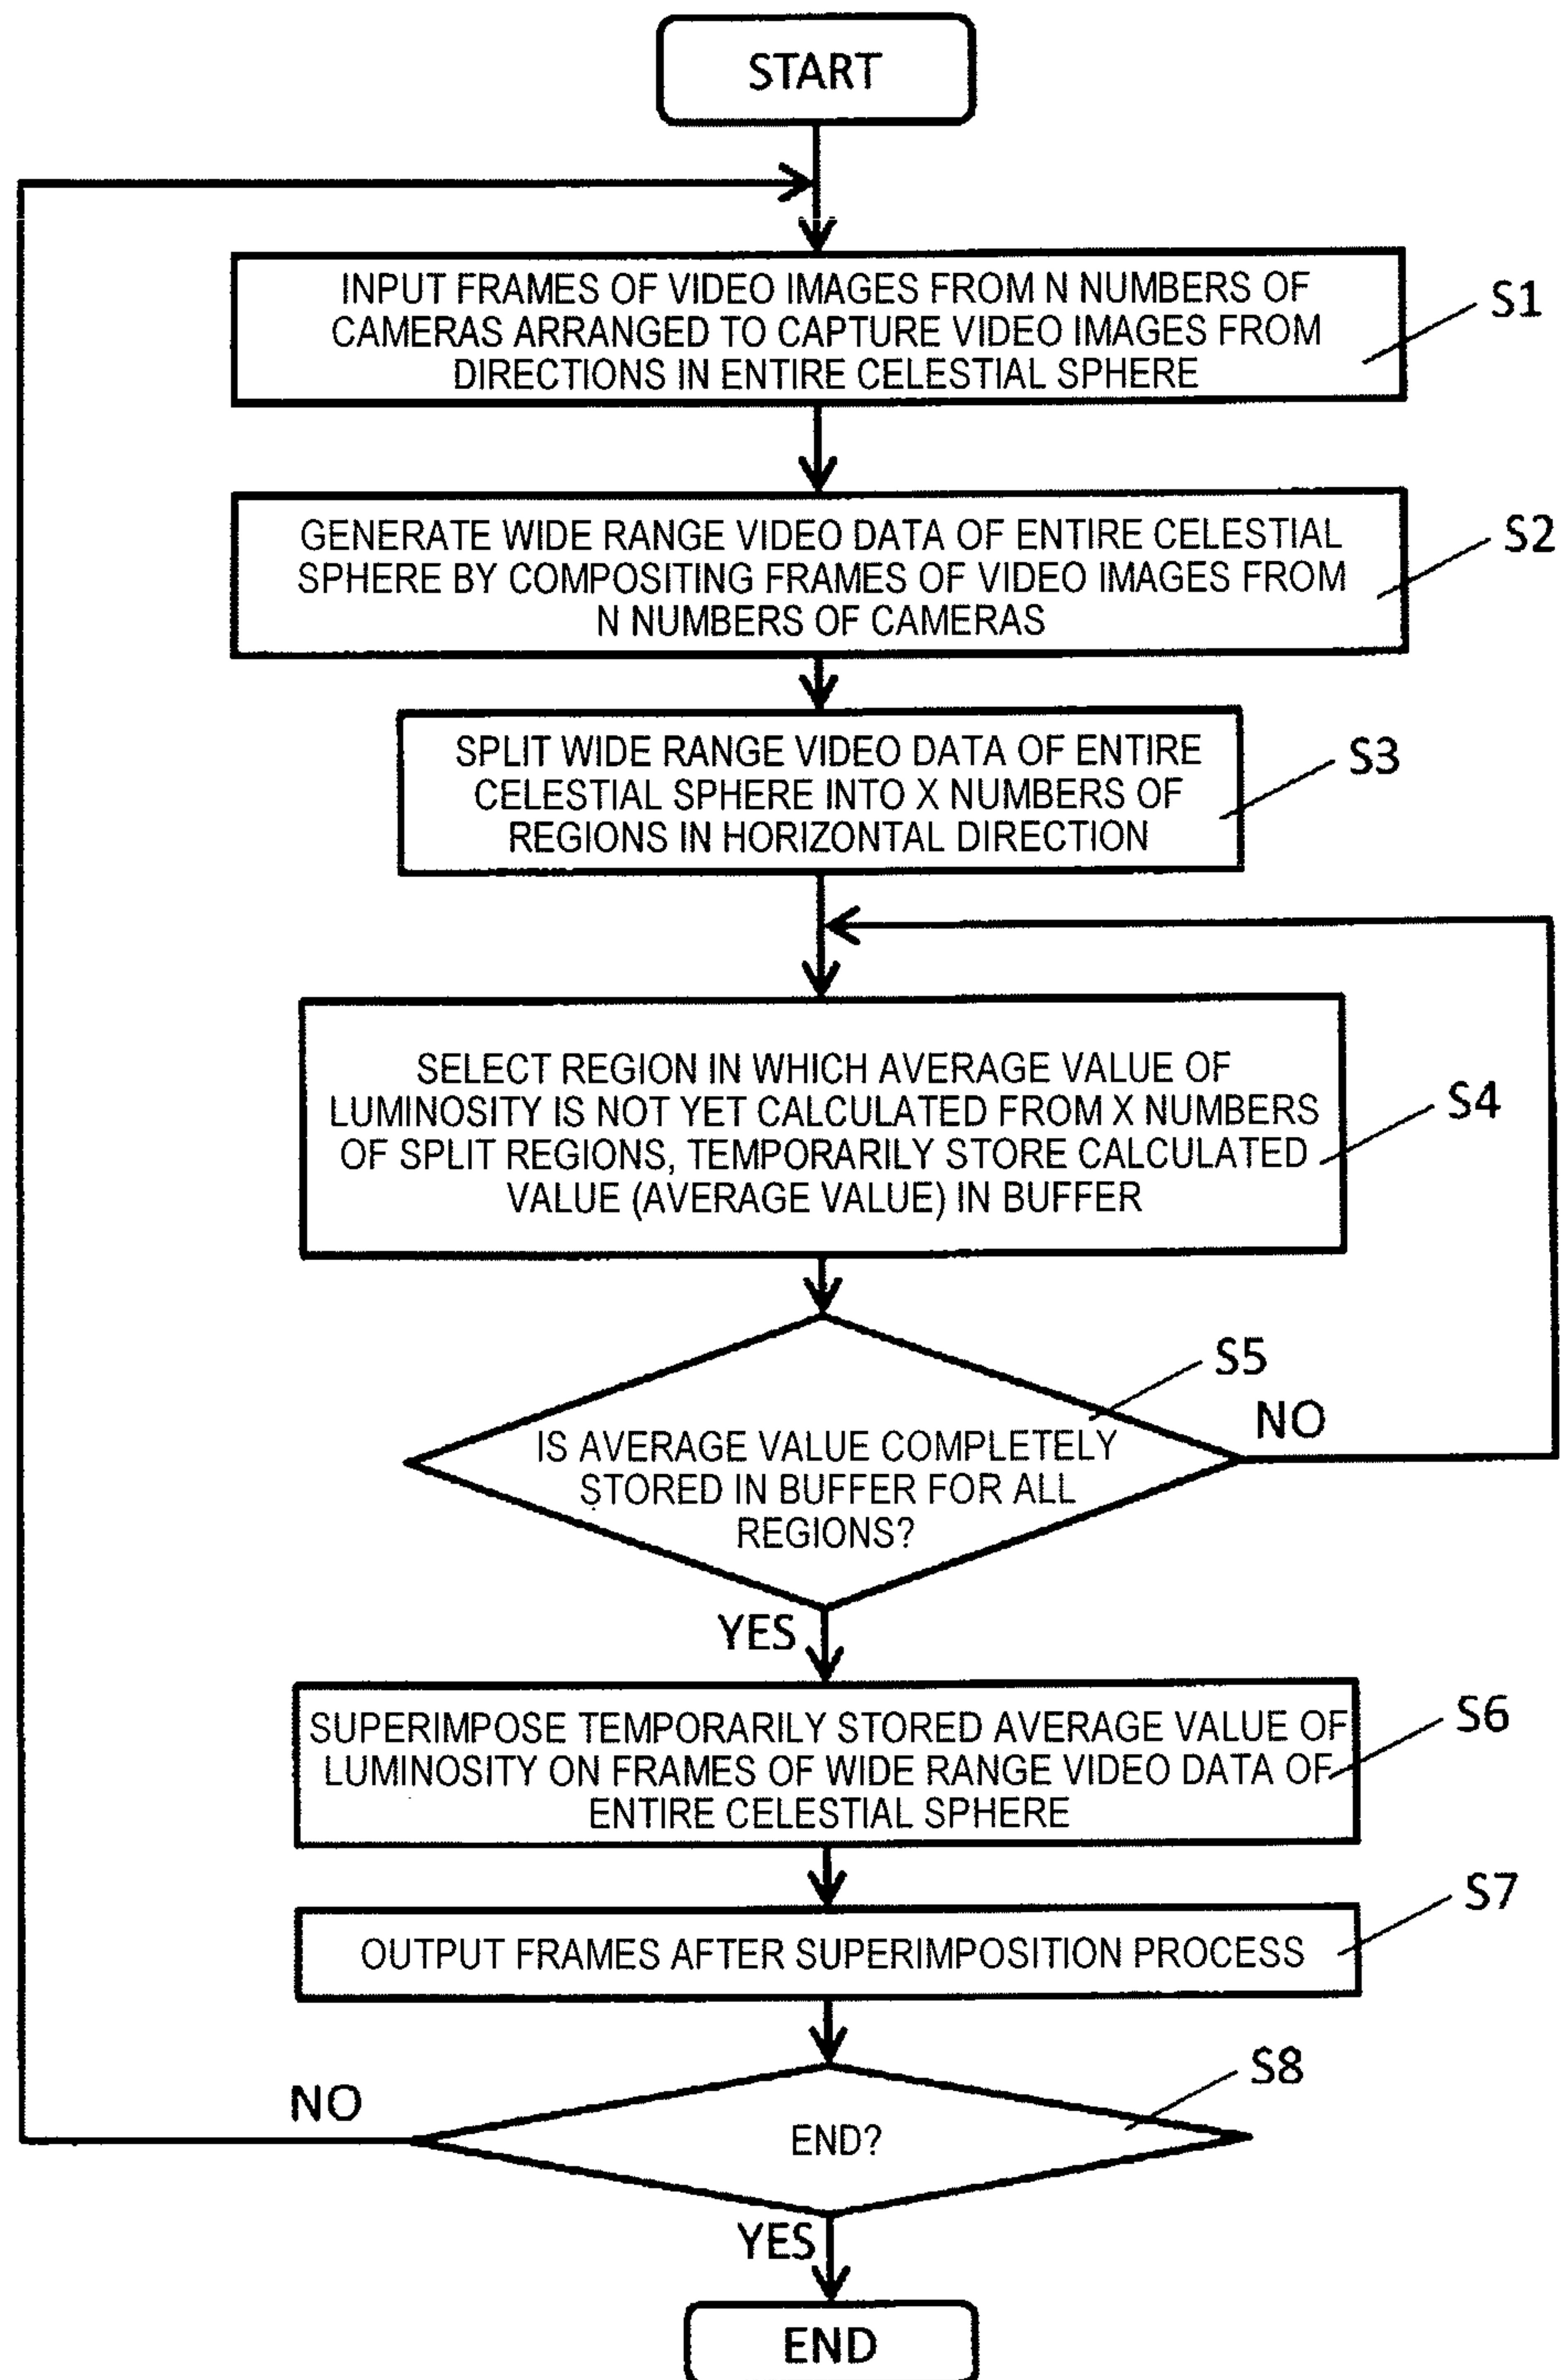 START
INPUT FRAMES OF VIDEO IMAGES FROM N NUMBERS OF
CAMERAS ARRANGED TO CAPTURE VIDEO IMAGES FROM
DIRECTIONS IN ENTIRE CELESTIAL SPHERE
S1
GENERATE WIDE RANGE VIDEO DATA OF ENTIRE CELESTIAL
SPHERE BY COMPOSITING FRAMES OF VIDEO IMAGES FROM
N NUMBERS OF CAMERAS
S2
SPLIT WIDE RANGE VIDEO DATA OF ENTIRE
CELESTIAL SPHERE INTO X NUMBERS OF
REGIONS IN HORIZONTAL DIRECTION
S3
SELECT REGION IN WHICH AVERAGE VALUE OF
LUMINOSITY IS NOT YET CALCULATED FROM X NUMBERS
OF SPLIT REGIONS, TEMPORARILY STORE CALCULATED
VALUE (AVERAGE VALUE) IN BUFFER
S4
S5
NO
IS AVERAGE VALUE COMPLETELY
STORED IN BUFFER FOR ALL
REGIONS?
YES
SUPERIMPOSE TEMPORARILY STORED AVERAGE VALUE OF
LUMINOSITY ON FRAMES OF WIDE RANGE VIDEO DATA OF
ENTIRE CELESTIAL SPHERE
S6
OUTPUT FRAMES AFTER SUPERIMPOSITION PROCESS
S7
S8
NO
END?
YES
END